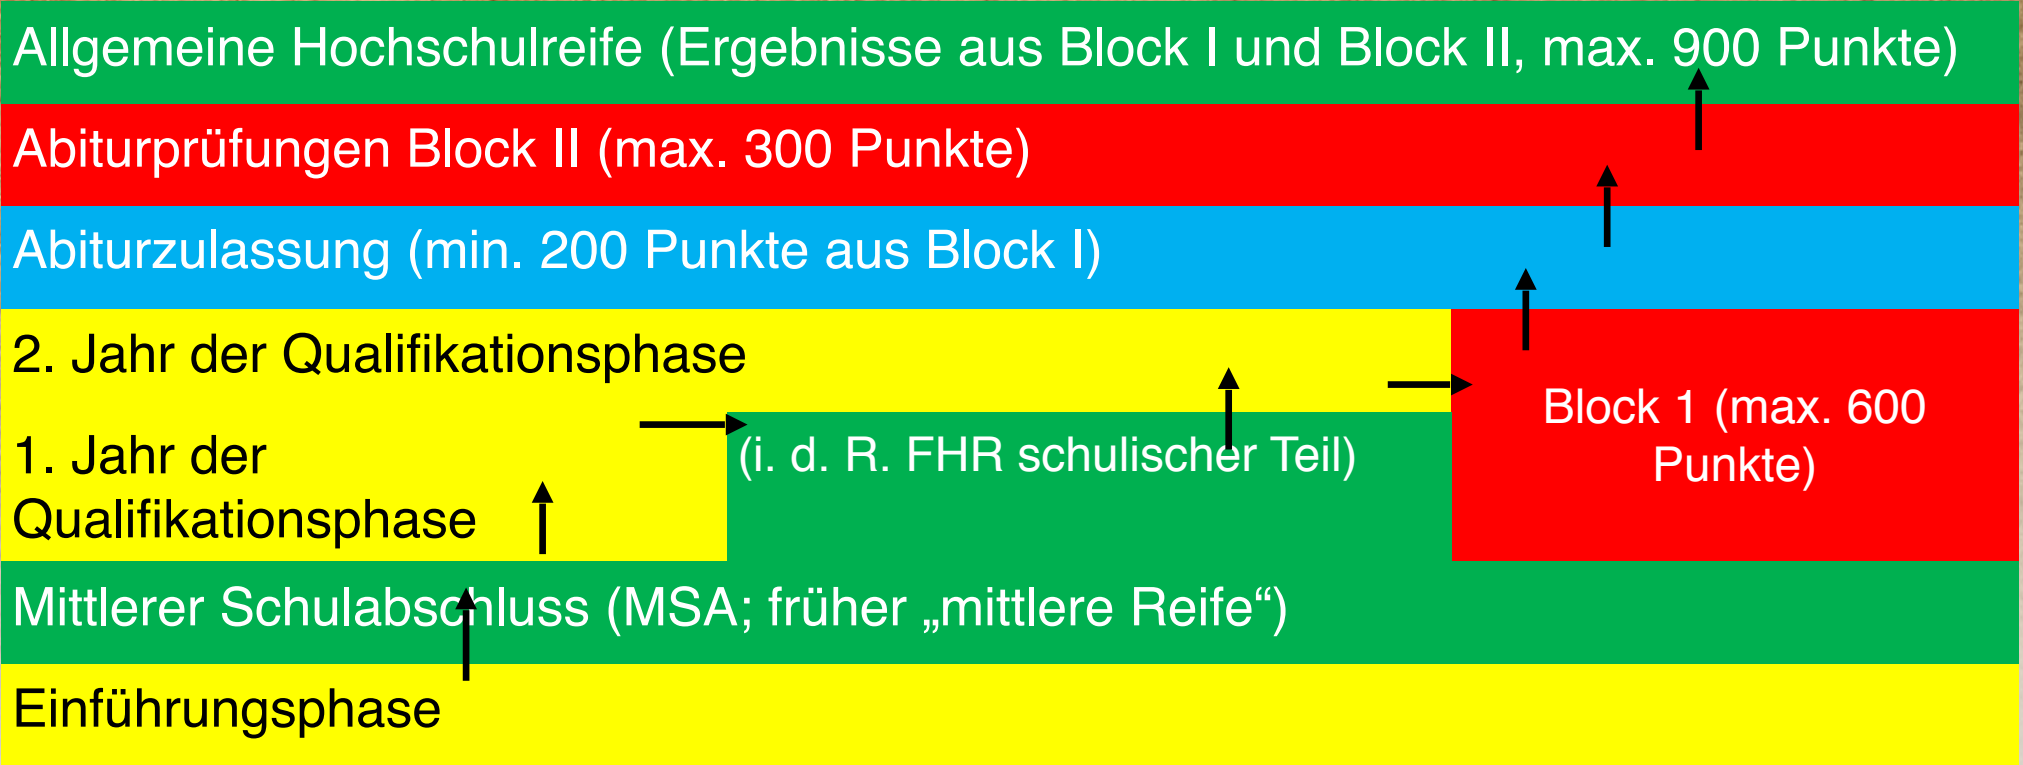 Allgemeine Hochschulreife (Ergebnisse aus Block I und Block II, max. 900 Punkte)
Abiturprüfungen Block II (max. 300 Punkte)
Abiturzulassung (min. 200 Punkte aus Block I)
2. Jahr der Qualifikationsphase
Block 1 (max. 600
Punkte)
1. Jahr der
Qualifikationsphase
(i. d. R. FHR schulischer Teil)
Mittlerer Schulabschluss (MSA; früher „mittlere Reife“)
Einführungsphase